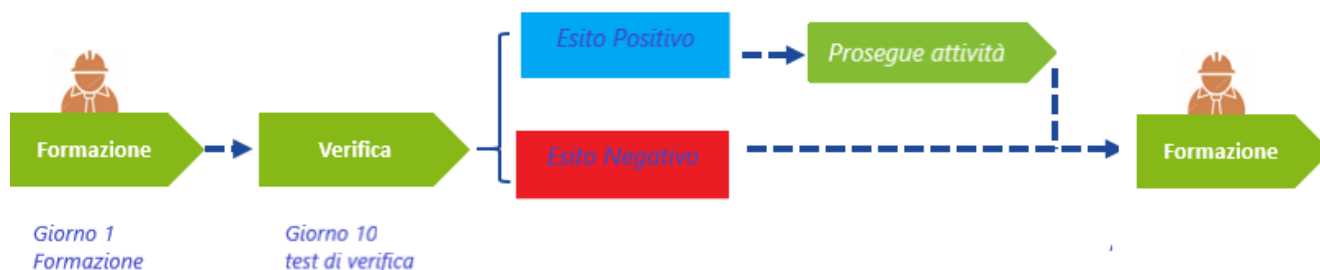 Esito Positivo
Prosegue attività
Formazione
Verifica
Esito Negativo
Formazione
Giorno 1
Formazione
Giorno 10
test di verifica